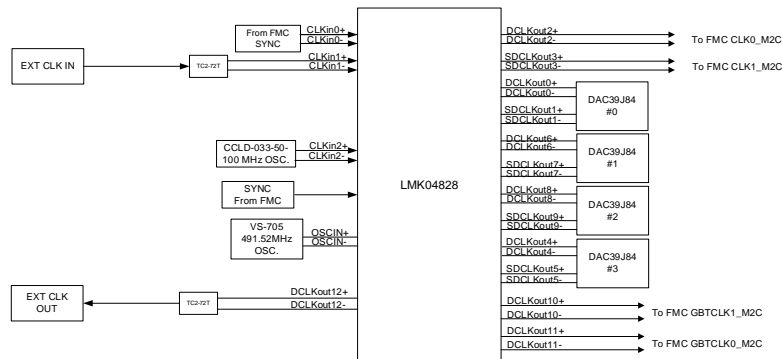 From FMC
SYNC
CLKin0+
CLKin0-
EXT CLK IN
TC2-72T
CLKin1+
CLKin1-
CCLD-033-50-
100 MHz OSC.
CLKin2+
CLKin2-
SYNC
From FMC
VS-705
491.52MHz
OSC.
OSCIN+
OSCIN-
EXT CLK
OUT
TC2-72T
DCLKout12+
DCLKout12-
LMK04828
DCLKout2+
DCLKout2-
To FMC CLK0_M2C
SDCLKout3+
SDCLKout3-
To FMC CLK1_M2C
DCLKout0+
DCLKout0-
SDCLKout1+
SDCLKout1-
DAC39J84
#0
DCLKout6+
DCLKout6-
SDCLKout7+
SDCLKout7-
DAC39J84
#1
DCLKout8+
DCLKout8-
SDCLKout9+
SDCLKout9-
DAC39J84
#2
DCLKout4+
DCLKout4-
SDCLKout5+
SDCLKout5-
DAC39J84
#3
DCLKout10+
DCLKout10-
To FMC GBTCLK1_M2C
DCLKout11+
DCLKout11-
To FMC GBTCLK0_M2C